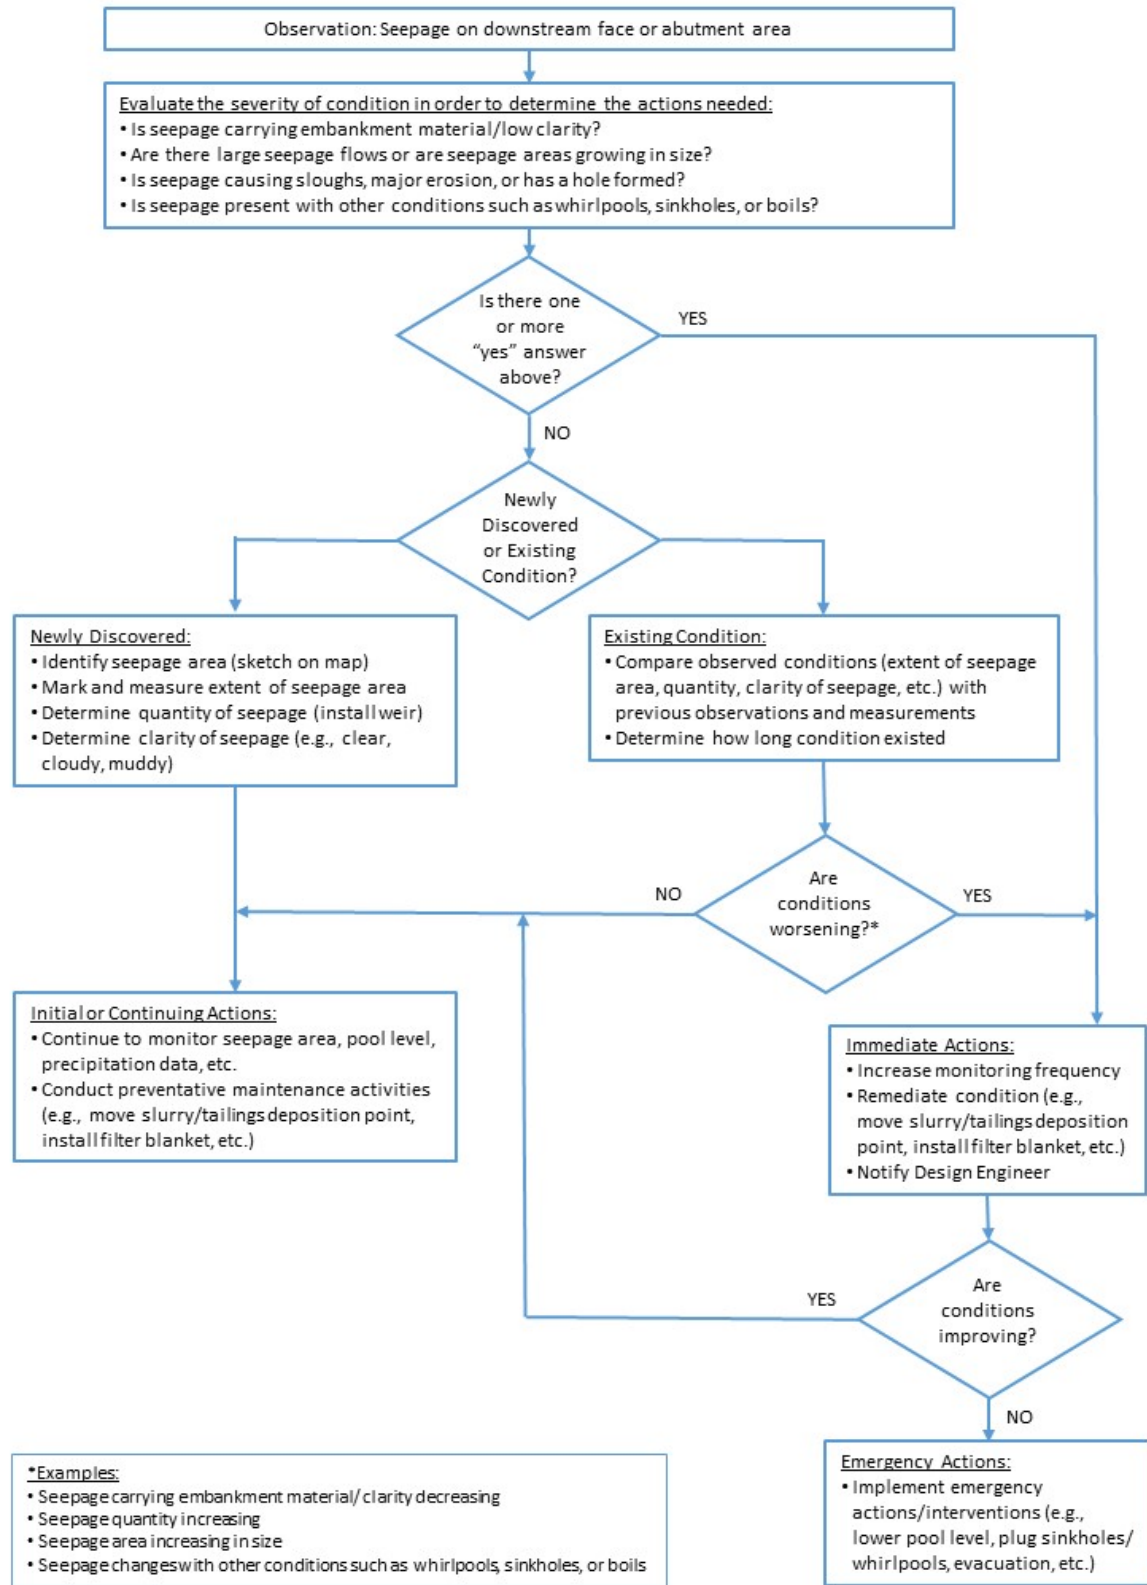 Observation: Seepage on downstream face or abutment area
Evaluate the severity of condition in order to determine the actions needed:
• Is seepage carrying embankment material/low clarity?
• Are there large seepage flows or are seepage areas growing in size?
• Is seepage causing sloughs, major erosion, or has a hole formed?
• Is seepage present with other conditions such as whirlpools, sinkholes, or boils?
Is there one
or more
“yes” answer
above?
YES
NO
Newly
Discovered
or Existing
Condition?
Newly Discovered:
• Identify seepage area (sketch on map)
• Mark and measure extent of seepage area
• Determine quantity of seepage (install weir)
• Determine clarity of seepage (e.g., clear,
cloudy, muddy)
Existing Condition:
• Compare observed conditions (extent of seepage
area, quantity, clarity of seepage, etc.) with
previous observations and measurements
• Determine how long condition existed
Are
conditions
worsening?*
NO
YES
Initial or Continuing Actions:
• Continue to monitor seepage area, pool level,
precipitation data, etc.
• Conduct preventative maintenance activities
(e.g., move slurry/tailings deposition point,
install filter blanket, etc.)
Immediate Actions:
• Increase monitoring frequency
• Remediate condition (e.g.,
move slurry/tailings deposition
point, install filter blanket, etc.)
• Notify Design Engineer
Are
conditions
improving?
YES
NO
*Examples:
• Seepage carrying embankment material/ clarity decreasing
• Seepage quantity increasing
• Seepage area increasing in size
• Seepage changes with other conditions such as whirlpools, sinkholes, or boils
Emergency Actions:
• Implement emergency
actions/interventions (e.g.,
lower pool level, plug sinkholes/
whirlpools, evacuation, etc.)